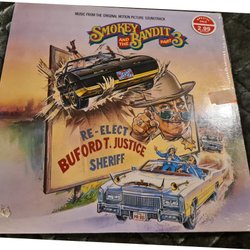 MUSIC FROM THE ORIGINAL MOTION PICTURE SOUNDTRACK
SMOKEY
AND THE BANDIT
PART 3
2.99
RE-ELECT
BUFORD T. JUSTICE
SHERIFF